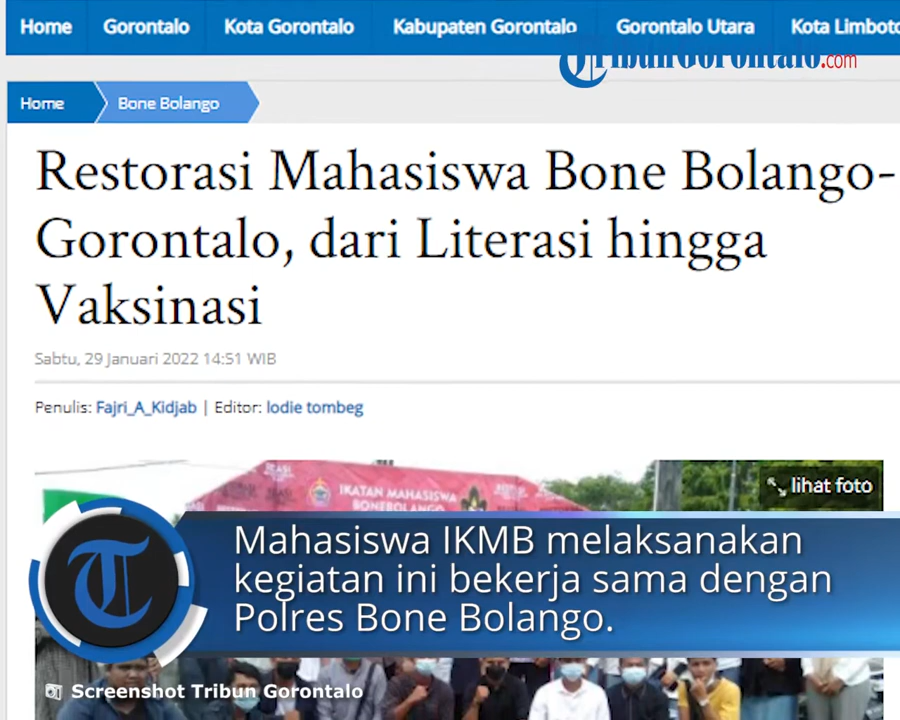 Home Gorontalo Kota Gorontalo Kabupaten Gorontalo Gorontalo Utara Kota Limboto
TribunGorontalo.com
Home Bone Bolango
Restorasi Mahasiswa Bone Bolango-
Gorontalo, dari Literasi hingga
Vaksinasi
Sabtu, 29 Januari 2022 14:51 WIB
Penulis: Fajri_A_Kidjab | Editor: lodie tombeg
lihat foto
IKATAN MAHASISWA
BONEBOLANGO
Mahasiswa IKMB melaksanakan
kegiatan ini bekerja sama dengan
Polres Bone Bolango.
Screenshot Tribun Gorontalo